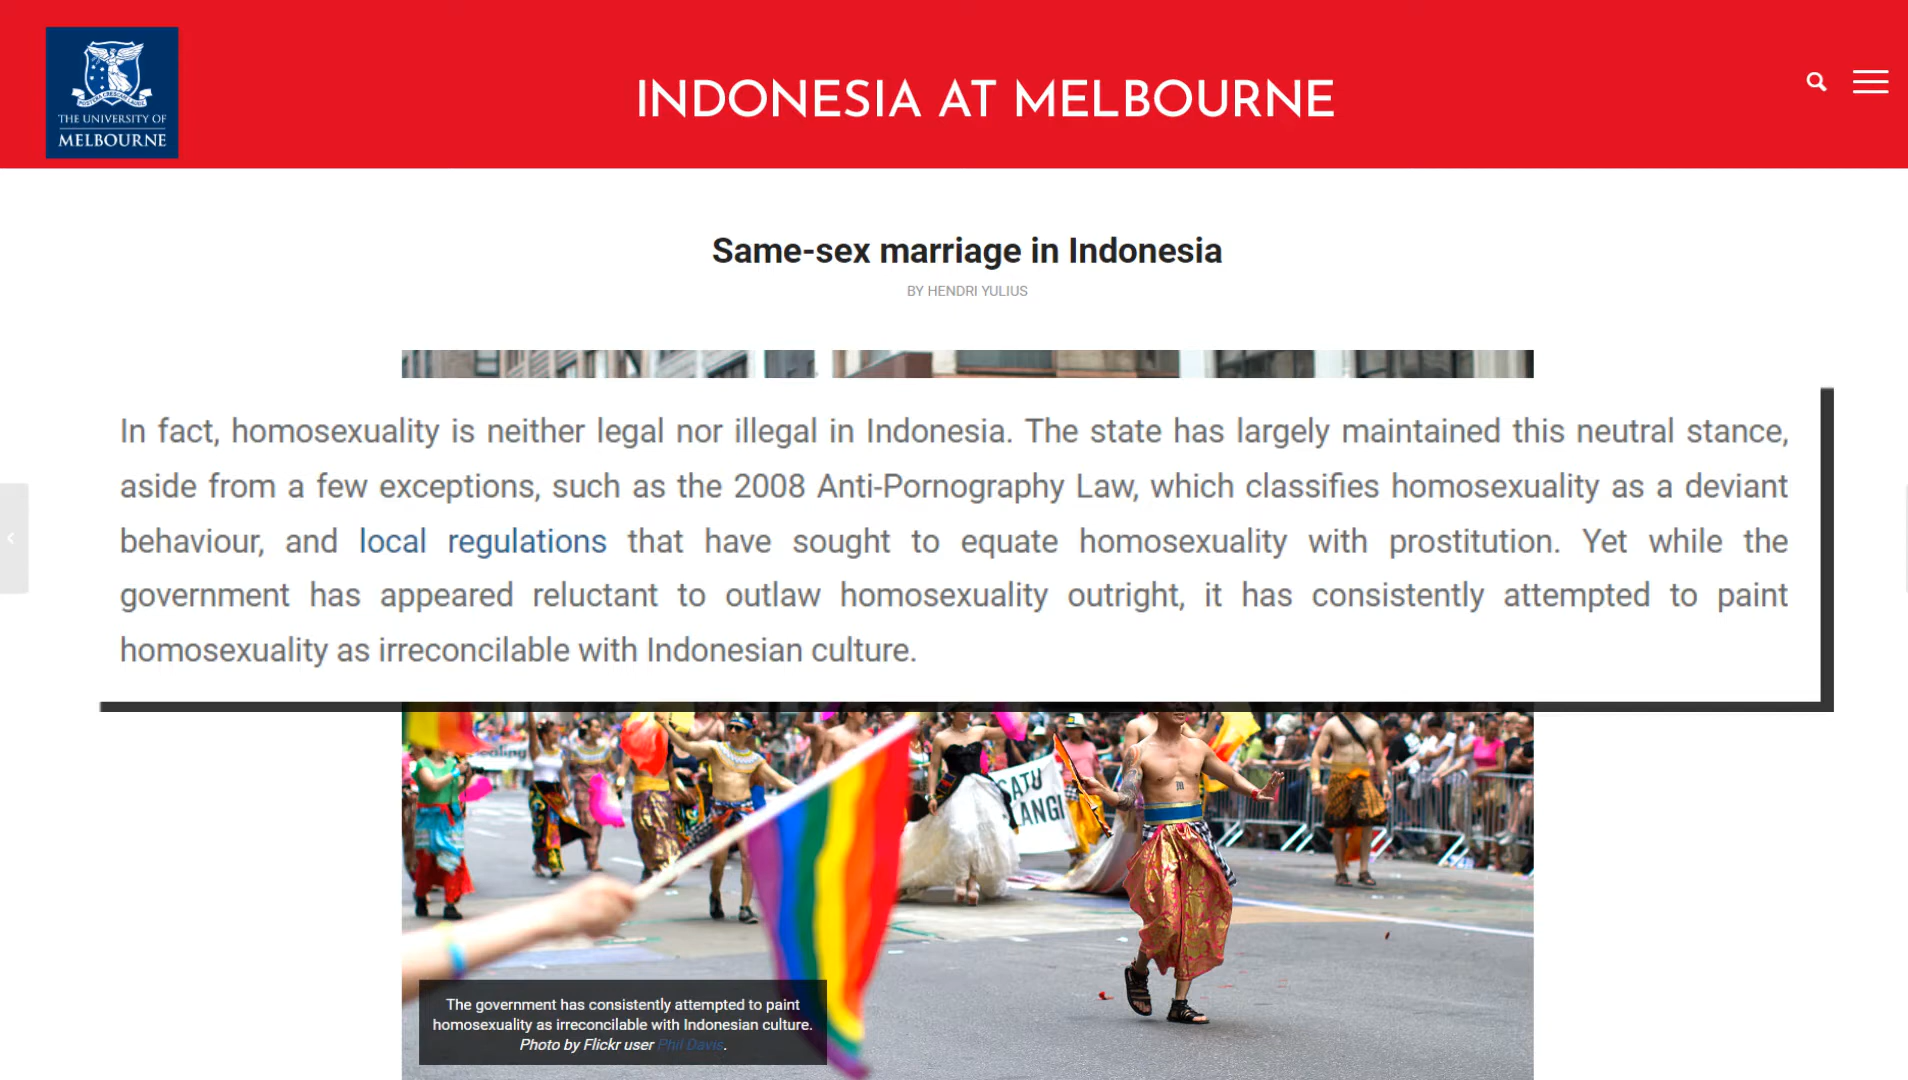 THE UNIVERSITY OF
MELBOURNE
INDONESIA AT MELBOURNE
Same-sex marriage in Indonesia
BY HENDRI YULIUS
In fact, homosexuality is neither legal nor illegal in Indonesia. The state has largely maintained this neutral stance,
aside from a few exceptions, such as the 2008 Anti-Pornography Law, which classifies homosexuality as a deviant
behaviour, and local regulations that have sought to equate homosexuality with prostitution. Yet while the
government has appeared reluctant to outlaw homosexuality outright, it has consistently attempted to paint
homosexuality as irreconcilable with Indonesian culture.
SATU
The government has consistently attempted to paint
homosexuality as irreconcilable with Indonesian culture.
Photo by Flickr user Phil Davis.